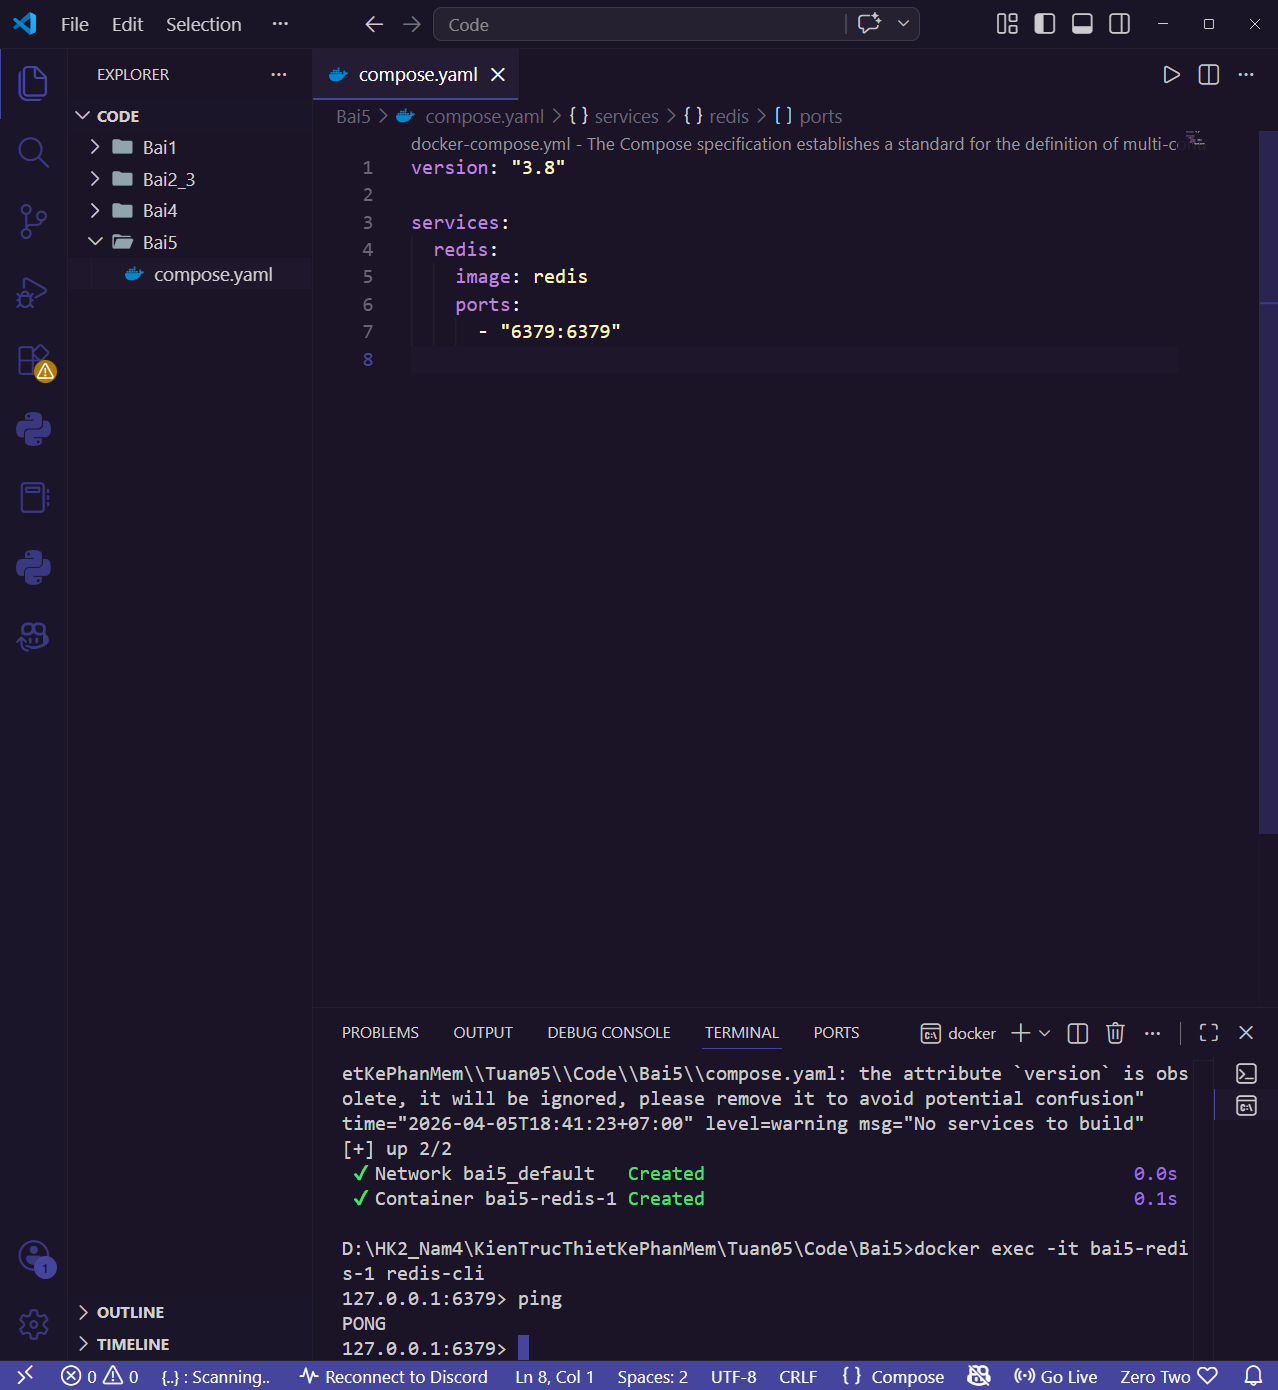 File Edit Selection ···
Code
EXPLORER ···
CODE
Bai1
Bai2_3
Bai4
Bai5
compose.yaml
OUTLINE
TIMELINE
1
compose.yaml
Bai5 > compose.yaml > { } services > { } redis > [ ] ports
docker-compose.yml - The Compose specification establishes a standard for the definition of
1 version: "3.8"
2
3 services:
4 redis:
5 image: redis
6 ports:
7 - "6379:6379"
8
PROBLEMS OUTPUT DEBUG CONSOLE TERMINAL PORTS docker
etKePhanMem\\Tuan05\\Code\\Bai5\\compose.yaml: the attribute `version` is obs
olete, it will be ignored, please remove it to avoid potential confusion"
time="2026-04-05T18:41:23+07:00" level=warning msg="No services to build"
[+] up 2/2
✔ Network bai5_default Created 0.0s
✔ Container bai5-redis-1 Created 0.1s
D:\HK2_Nam4\KienTrucThietKePhanMem\Tuan05\Code\Bai5>docker exec -it bai5-redi
s-1 redis-cli
127.0.0.1:6379> ping
PONG
127.0.0.1:6379>
0 0 {..} : Scanning.. Reconnect to Discord Ln 8, Col 1 Spaces: 2 UTF-8 CRLF { } Compose Go Live Zero Two